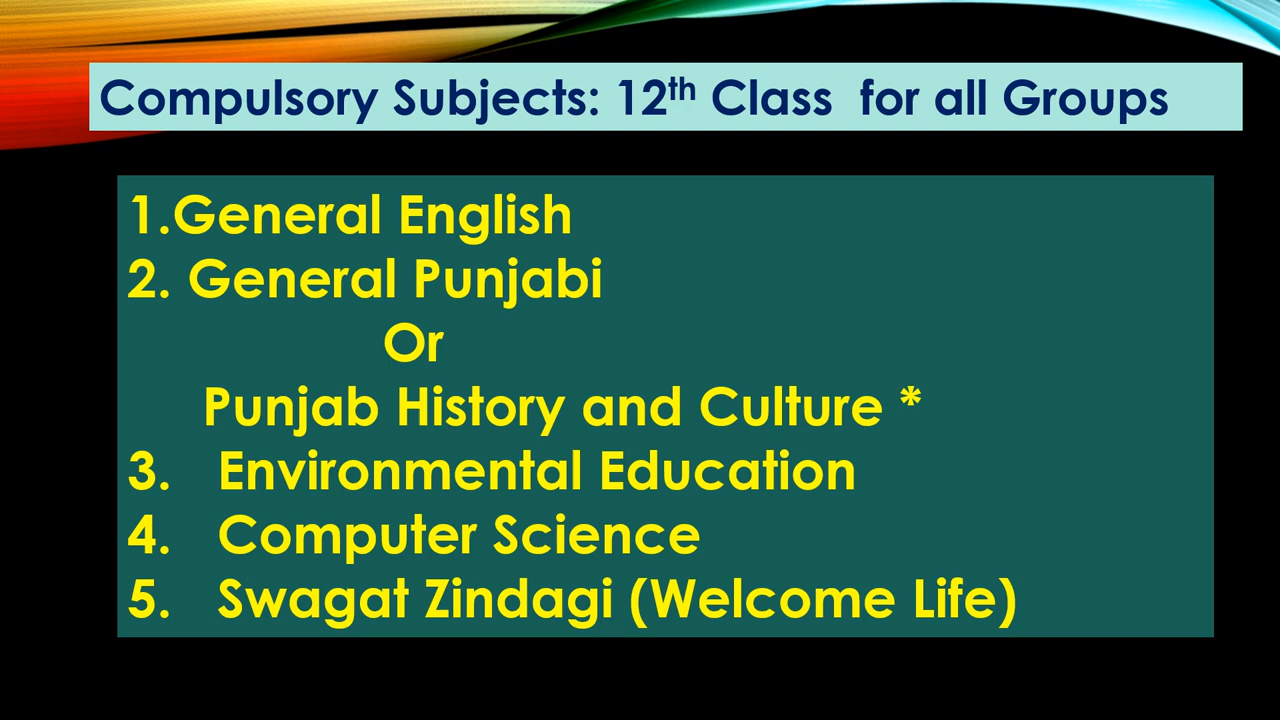 Compulsory Subjects: 12th Class for all Groups
1.General English
2. General Punjabi
Or
Punjab History and Culture *
3. Environmental Education
4. Computer Science
5. Swagat Zindagi (Welcome Life)